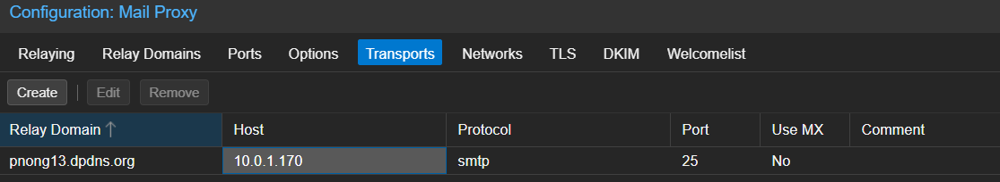 Configuration: Mail Proxy
Relaying Relay Domains Ports Options Transports Networks TLS DKIM Welcomelist
Create Edit Remove
Relay Domain ↑ Host Protocol Port Use MX Comment
pnong13.dpdns.org 10.0.1.170 smtp 25 No